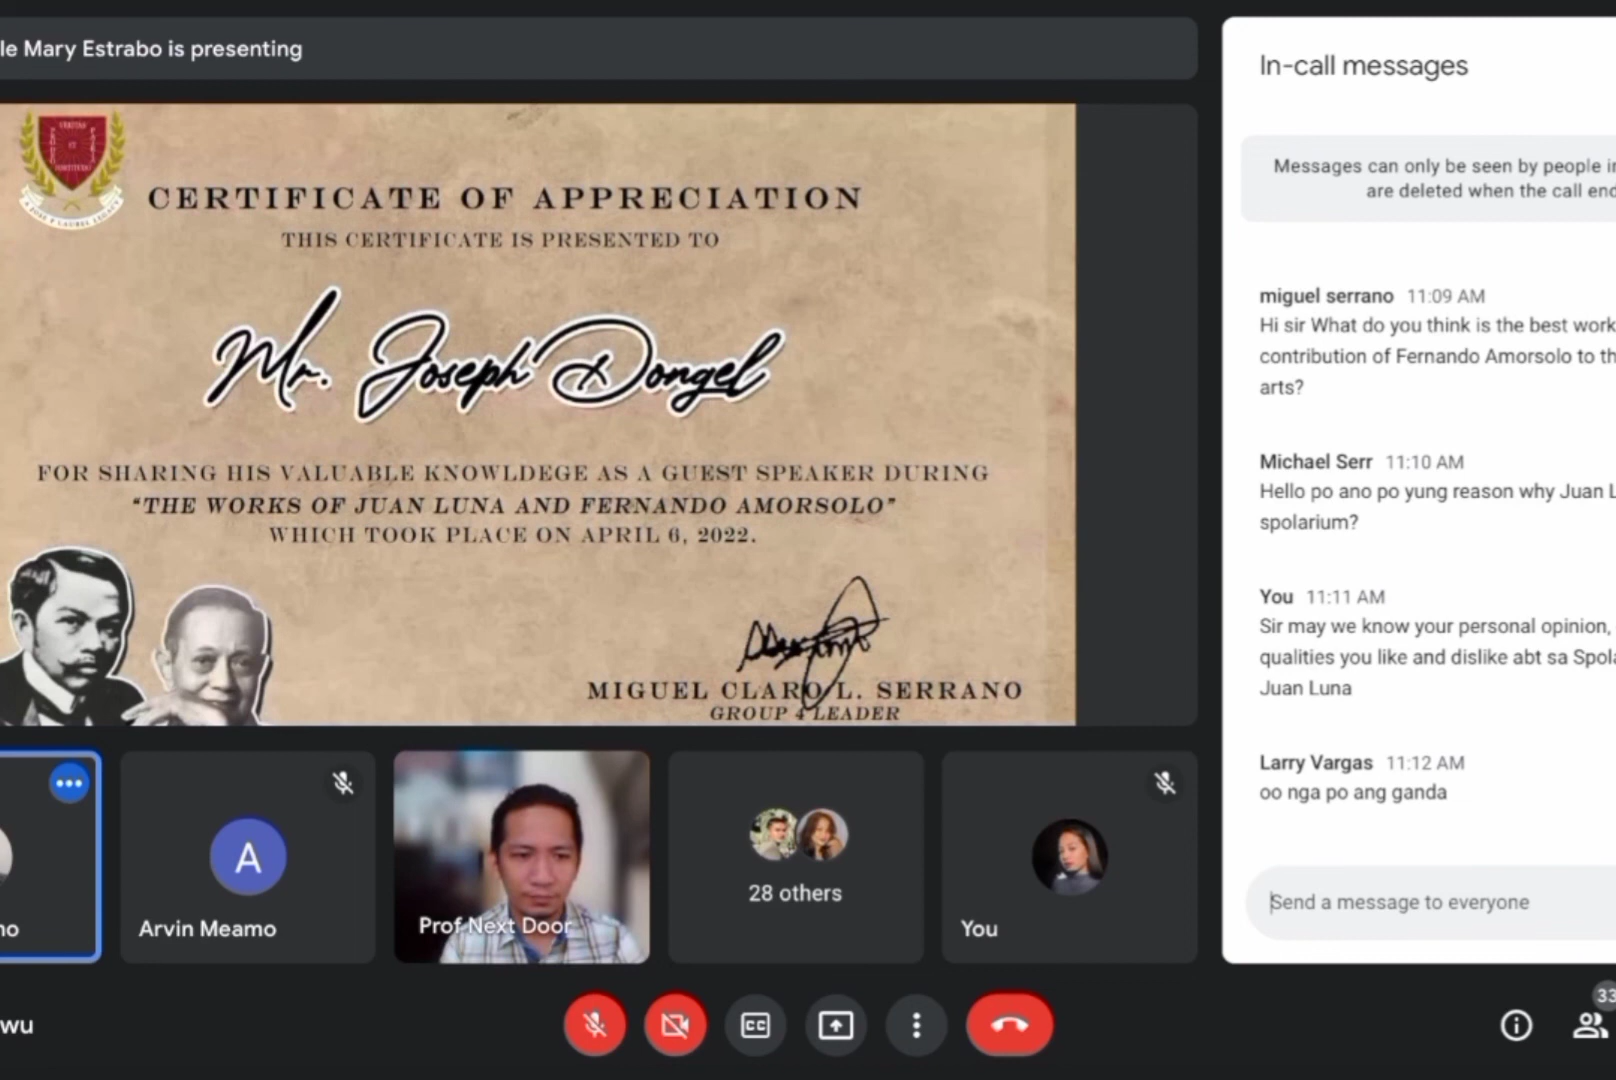 le Mary Estrabo is presenting
CERTIFICATE OF APPRECIATION
THIS CERTIFICATE IS PRESENTED TO
Mr. Joseph Dongel
FOR SHARING HIS VALUABLE KNOWLDEGE AS A GUEST SPEAKER DURING
"THE WORKS OF JUAN LUNA AND FERNANDO AMORSOLO"
WHICH TOOK PLACE ON APRIL 6, 2022.
MIGUEL CLARO L. SERRANO
GROUP 4 LEADER
no
A
Arvin Meamo
Prof Next Door
28 others
You
wu
In-call messages
Messages can only be seen by people in
are deleted when the call end
miguel serrano 11:09 AM
Hi sir What do you think is the best work
contribution of Fernando Amorsolo to th
arts?
Michael Serr 11:10 AM
Hello po ano po yung reason why Juan L
spolarium?
You 11:11 AM
Sir may we know your personal opinion,
qualities you like and dislike abt sa Spola
Juan Luna
Larry Vargas 11:12 AM
oo nga po ang ganda
Send a message to everyone
33